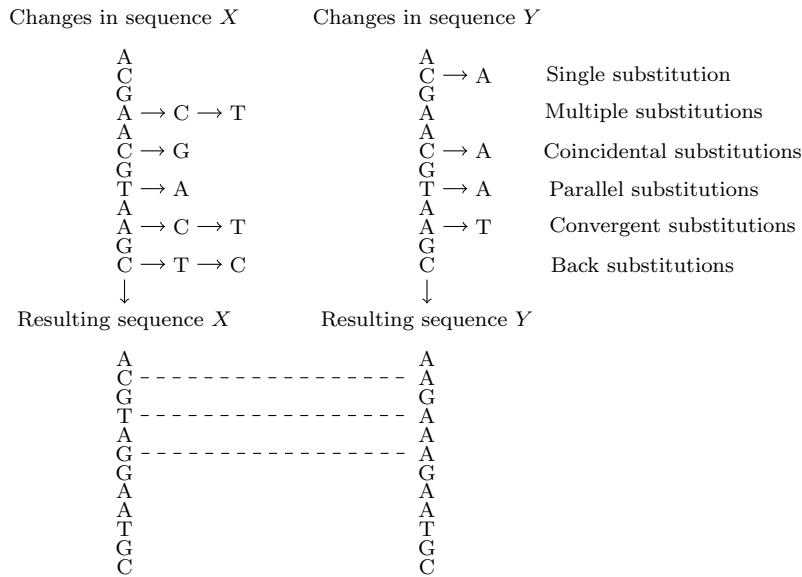 Changes in sequence X Changes in sequence Y
A A
C C → A Single substitution
G G
A → C → T A Multiple substitutions
A A
C → G C → A Coincidental substitutions
G G
T → A T → A Parallel substitutions
A A
A → C → T A → T Convergent substitutions
G G
C → T → C C Back substitutions
Resulting sequence X Resulting sequence Y
A A
C A
G G
T A
A A
G A
G G
A A
A A
T T
G G
C C